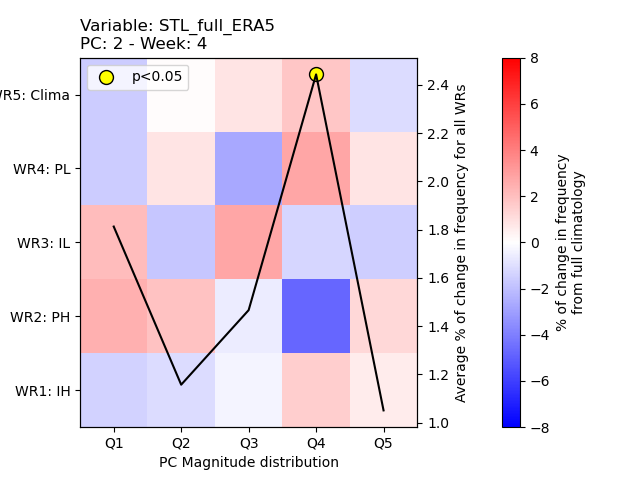 Variable: STL_full_ERA5
PC: 2 - Week: 4
p<0.05
WR5: Clima
WR4: PL
WR3: IL
WR2: PH
WR1: IH
Q1 Q2 Q3 Q4 Q5
PC Magnitude distribution
2.4
2.2
2.0
1.8
1.6
1.4
1.2
1.0
Average % of change in frequency for all WRs
8
6
4
2
0
−2
−4
−6
−8
% of change in frequency
from full climatology